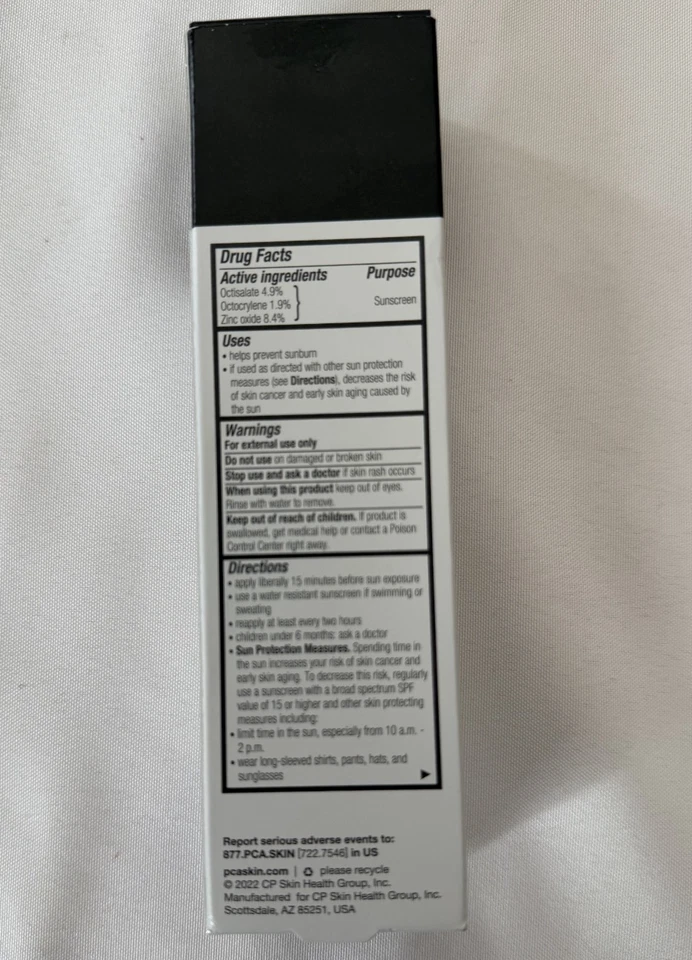 Drug Facts
Active ingredients Purpose
Octisalate 4.9%
Octocrylene 1.9% Sunscreen
Zinc oxide 8.4%
Uses
• helps prevent sunburn
• if used as directed with other sun protection
measures (see Directions), decreases the risk
of skin cancer and early skin aging caused by
the sun
Warnings
For external use only
Do not use on damaged or broken skin
Stop use and ask a doctor if skin rash occurs
When using this product keep out of eyes.
Rinse with water to remove.
Keep out of reach of children. If product is
swallowed, get medical help or contact a Poison
Control Center right away.
Directions
• apply liberally 15 minutes before sun exposure
• use a water resistant sunscreen if swimming or
sweating
• reapply at least every two hours
• children under 6 months: ask a doctor
• Sun Protection Measures. Spending time in
the sun increases your risk of skin cancer and
early skin aging. To decrease this risk, regularly
use a sunscreen with a broad spectrum SPF
value of 15 or higher and other skin protecting
measures including:
• limit time in the sun, especially from 10 a.m. -
2 p.m.
• wear long-sleeved shirts, pants, hats, and
sunglasses
Report serious adverse events to:
877.PCA.SKIN [722.7546] in US
pcaskin.com | please recycle
© 2022 CP Skin Health Group, Inc.
Manufactured for CP Skin Health Group, Inc.
Scottsdale, AZ 85251, USA